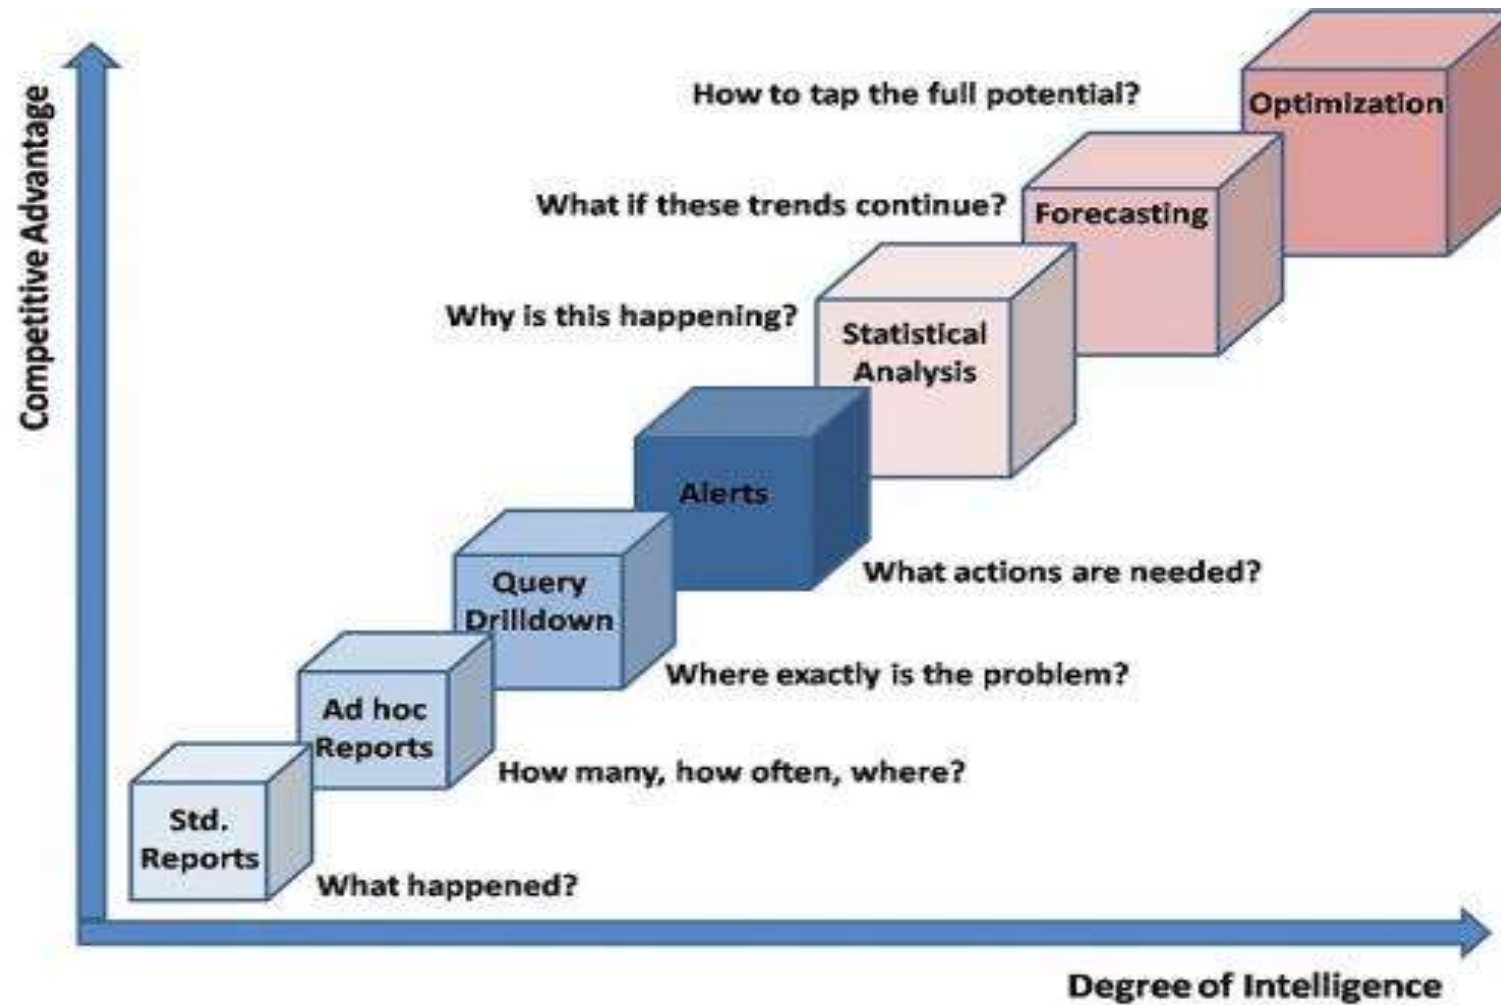 Competitive Advantage
How to tap the full potential?
Optimization
What if these trends continue?
Forecasting
Why is this happening?
Statistical
Analysis
Alerts
What actions are needed?
Query
Drilldown
Where exactly is the problem?
Ad hoc
Reports
How many, how often, where?
Std.
Reports
What happened?
Degree of Intelligence